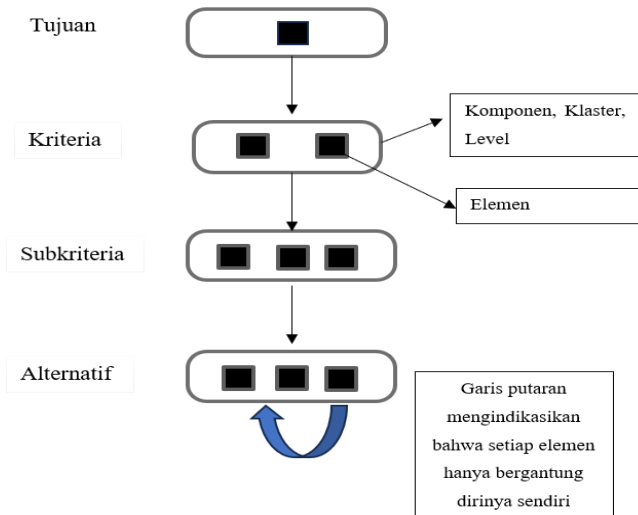 Tujuan
Kriteria
Komponen, Klaster,
Level
Elemen
Subkriteria
Alternatif
Garis putaran
mengindikasikan
bahwa setiap elemen
hanya bergantung
dirinya sendiri